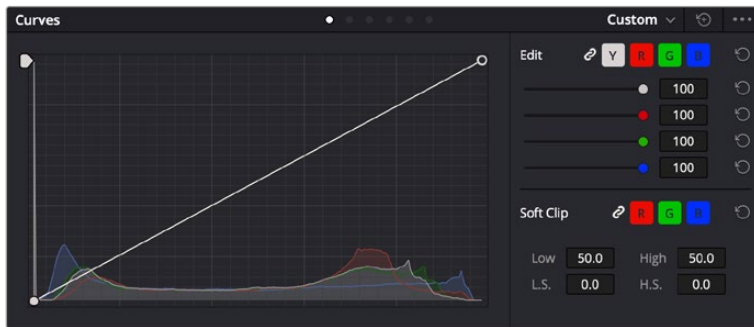 Curves Custom
Edit Y R G B
100
100
100
100
Soft Clip R G B
Low 50.0 High 50.0
L.S. 0.0 H.S. 0.0